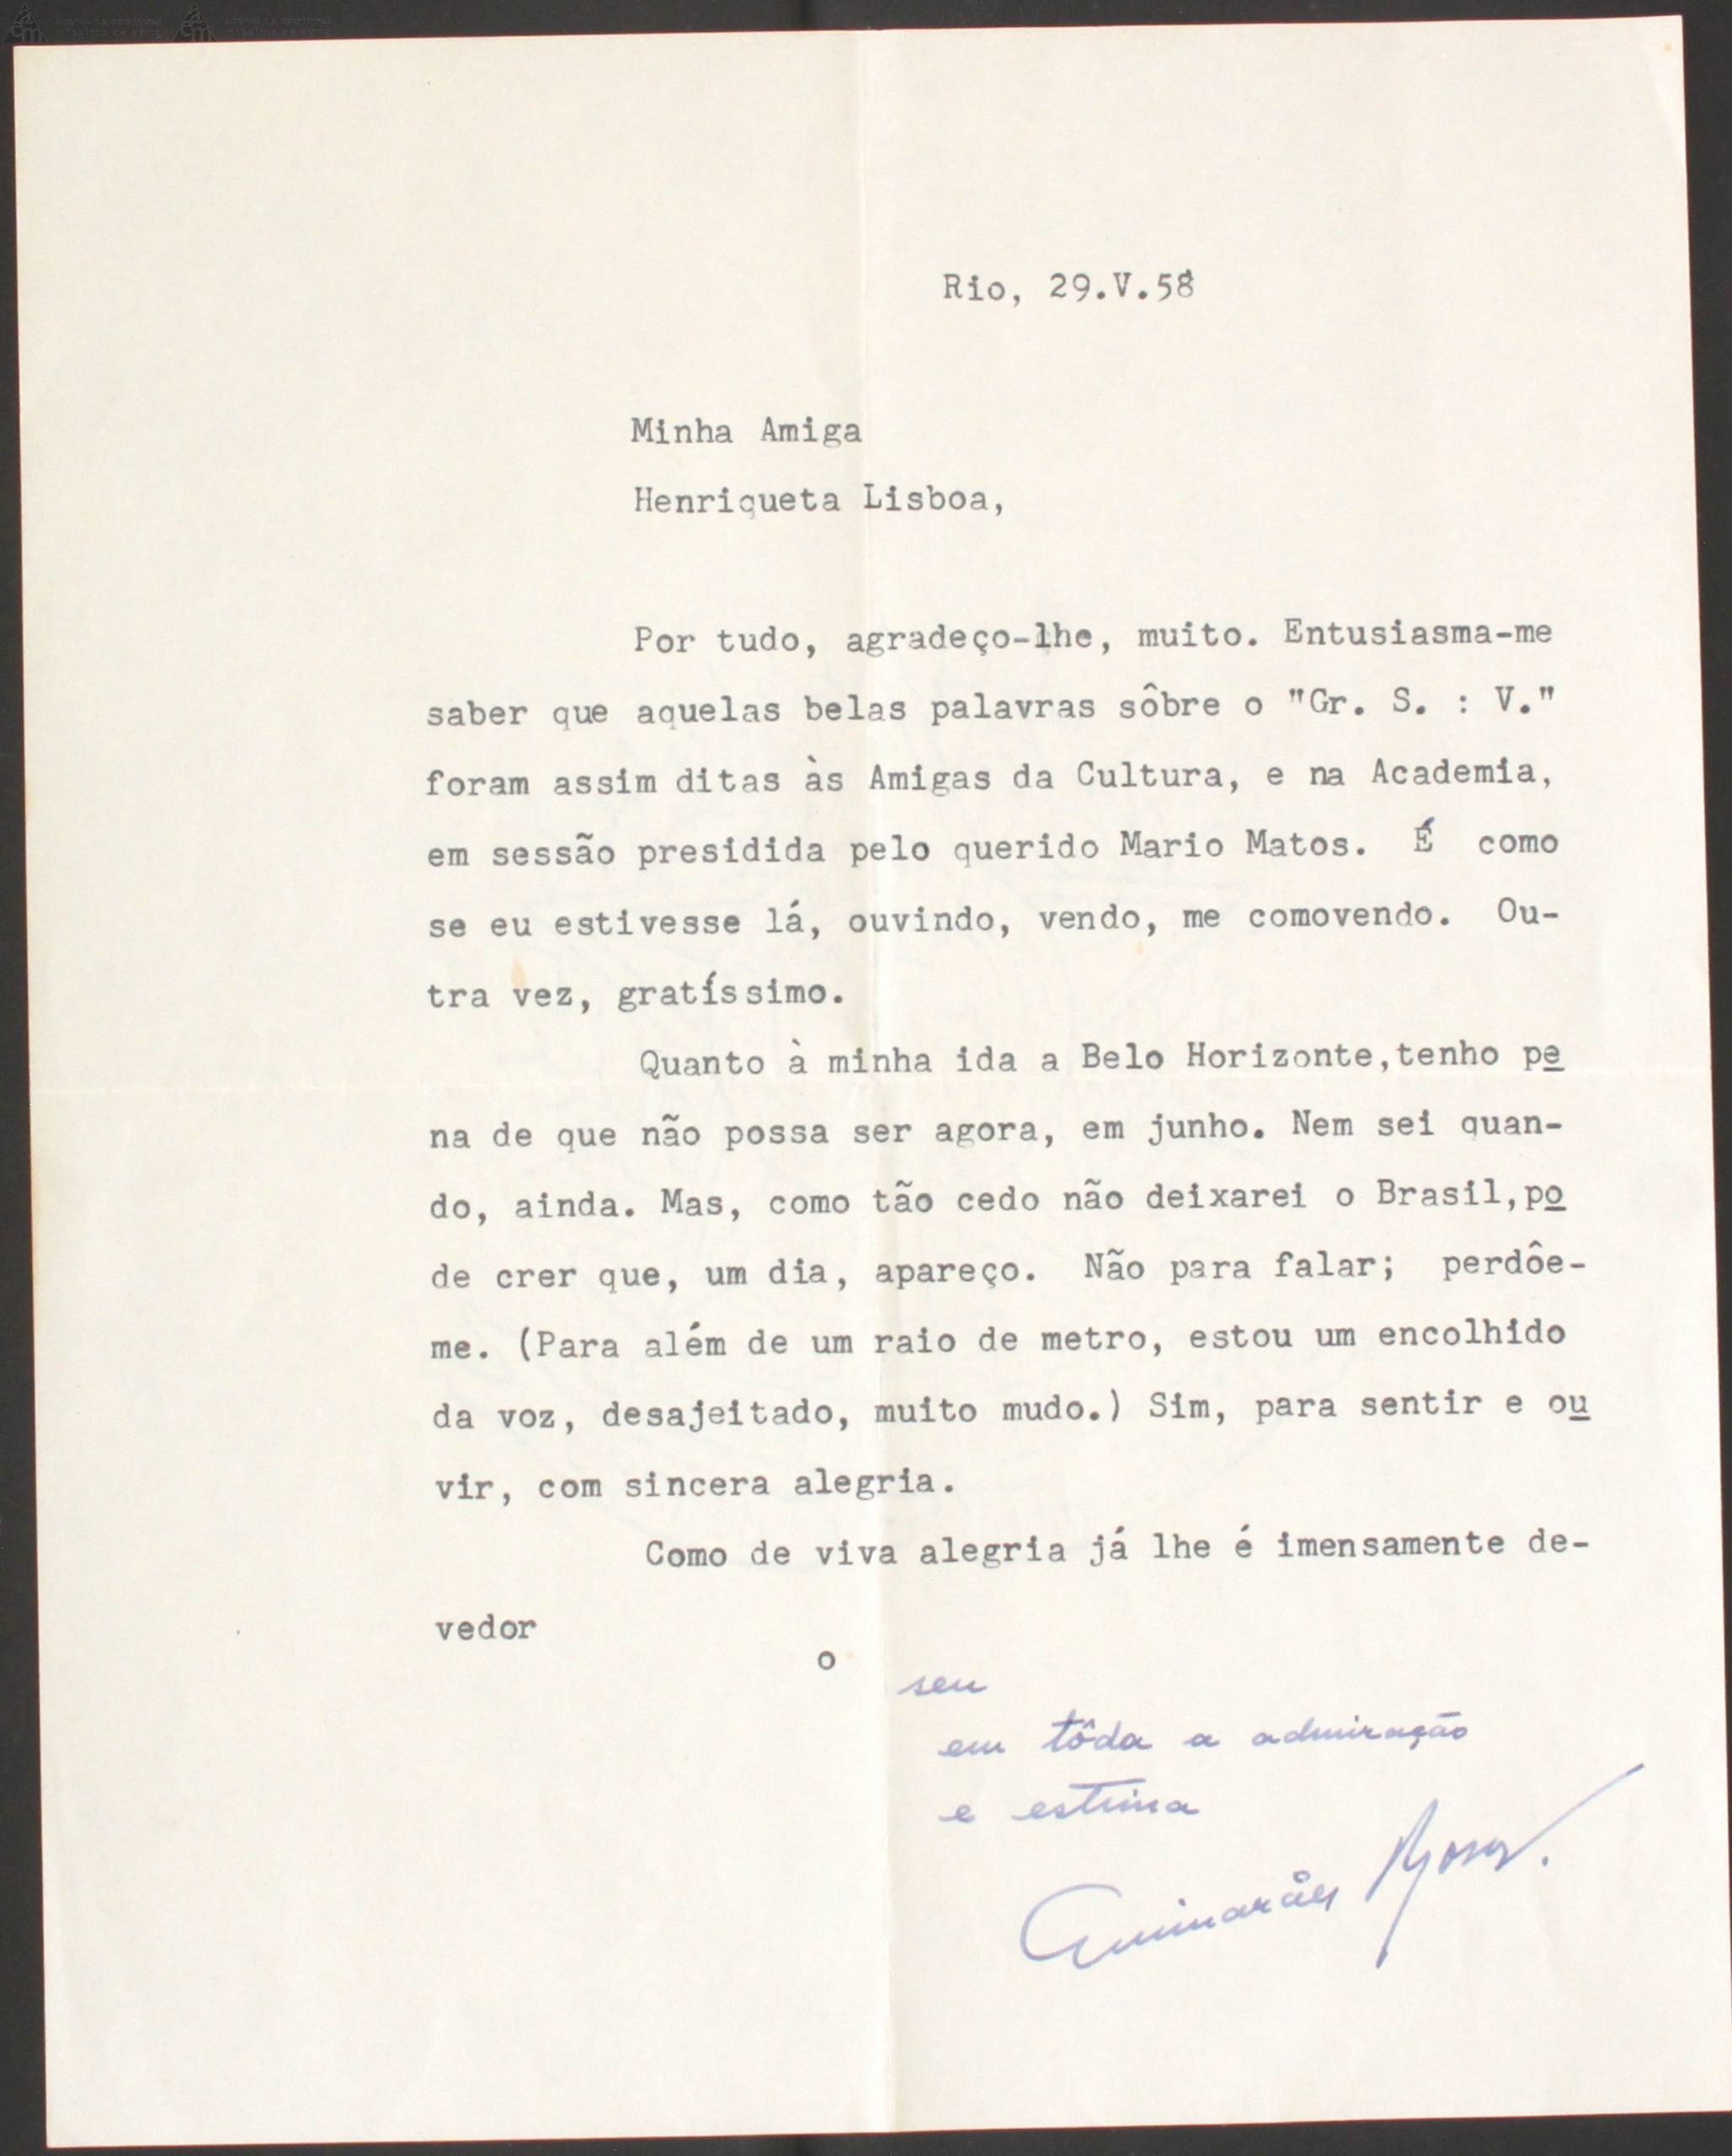 Rio, 29.V.58
Minha Amiga
Henriqueta Lisboa,
Por tudo, agradeço-lhe, muito. Entusiasma-me
saber que aquelas belas palavras sôbre o "Gr. S. : V."
foram assim ditas às Amigas da Cultura, e na Academia,
em sessão presidida pelo querido Mario Matos. É como
se eu estivesse lá, ouvindo, vendo, me comovendo. Ou-
tra vez, gratíssimo.
Quanto à minha ida a Belo Horizonte,tenho pe
na de que não possa ser agora, em junho. Nem sei quan-
do, ainda. Mas, como tão cedo não deixarei o Brasil,po
de crer que, um dia, apareço. Não para falar; perdôe-
me. (Para além de um raio de metro, estou um encolhido
da voz, desajeitado, muito mudo.) Sim, para sentir e ou
vir, com sincera alegria.
Como de viva alegria já lhe é imensamente de-
vedor
o seu
em tôda a admiração
e estima
Guimarães Rosa.